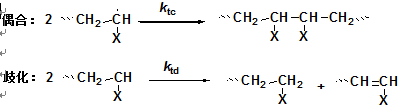 偶合: 2 ~CH₂-ĊH ktc ~CH₂-CH-CH-CH₂~
X X X
歧化: 2 ~CH₂-CH ktd ~CH₂-CH₂ + ~CH=CH
X X X